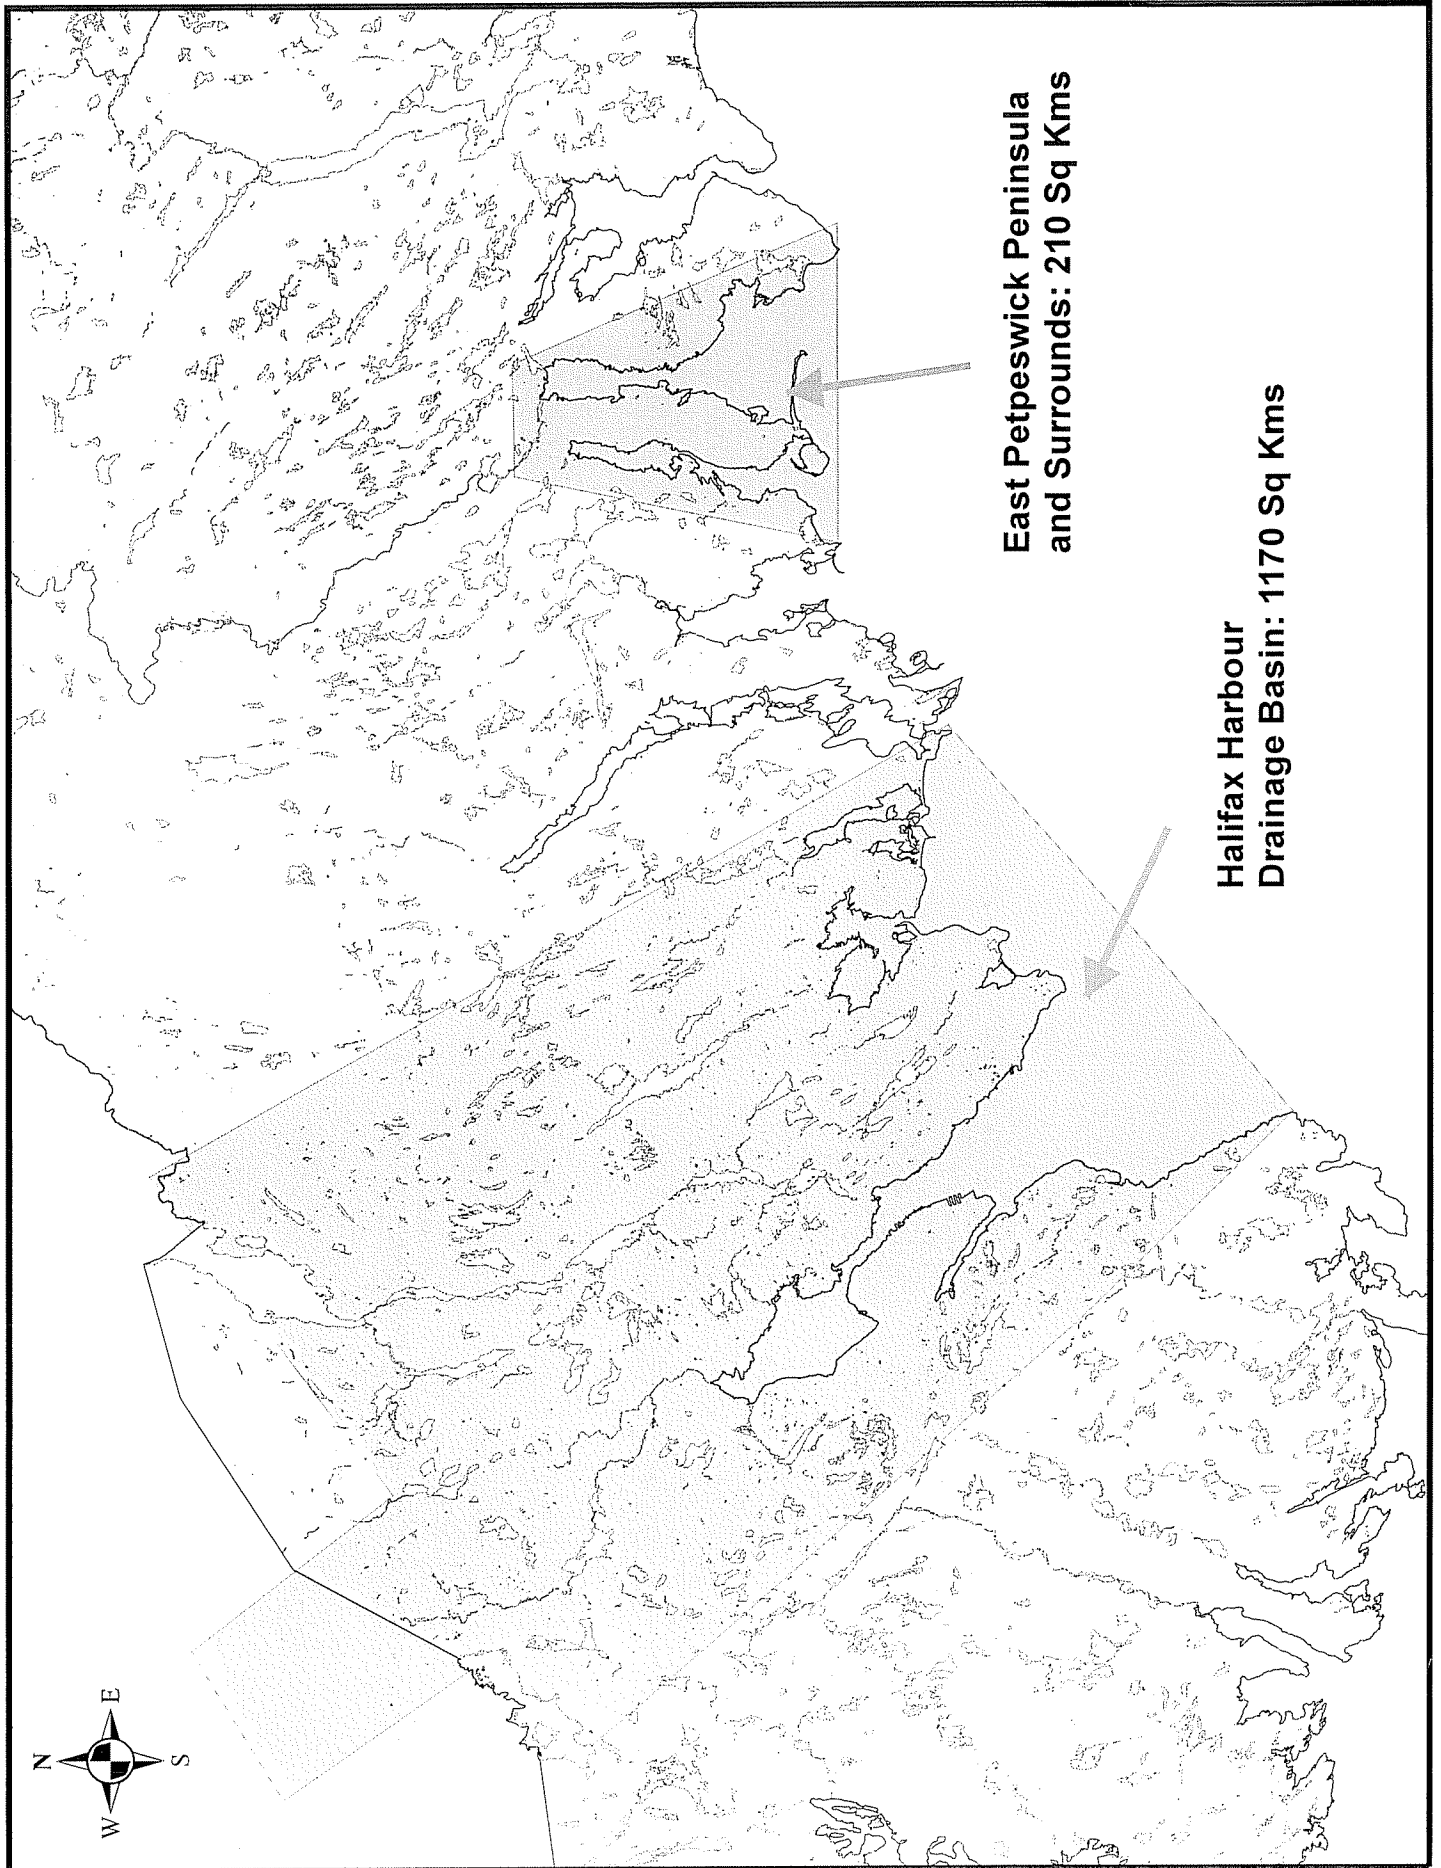 N
W E
S
East Petpeswick Peninsula
and Surrounds: 210 Sq Kms
Halifax Harbour
Drainage Basin: 1170 Sq Kms